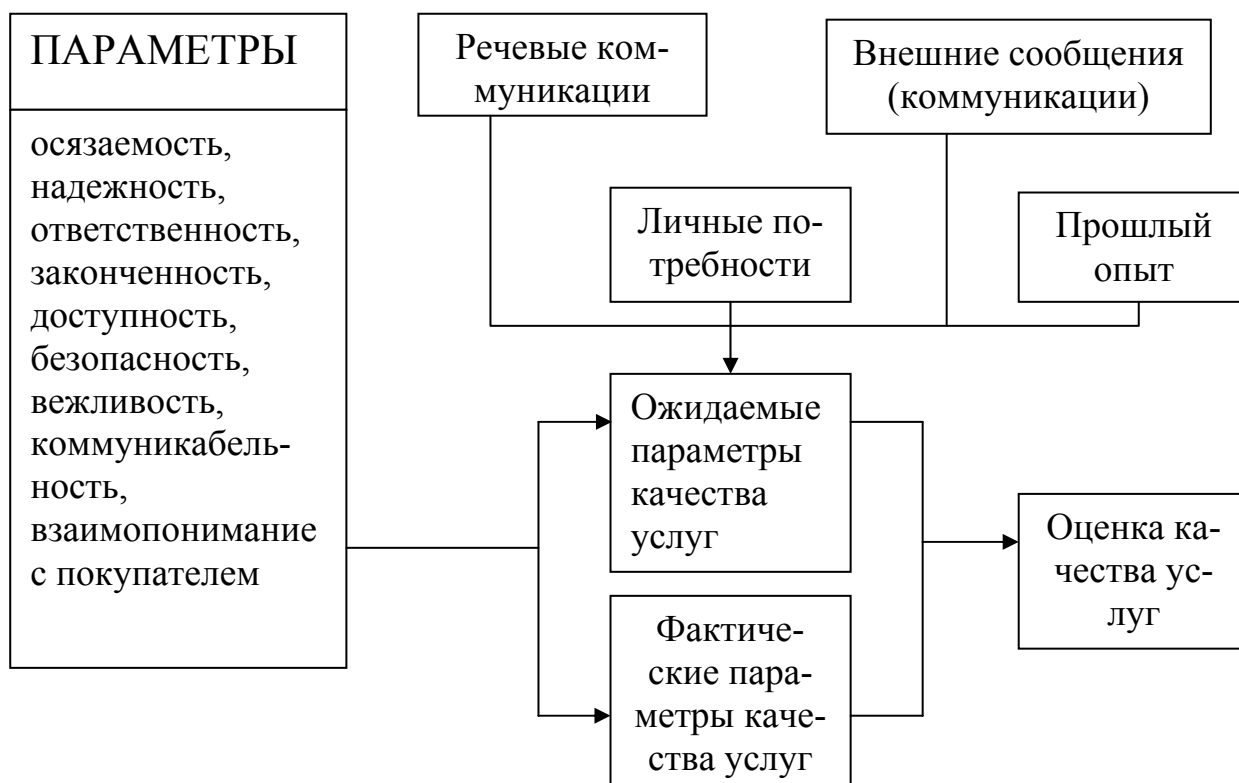 ПАРАМЕТРЫ
осязаемость,
надежность,
ответственность,
законченность,
доступность,
безопасность,
вежливость,
коммуникабель-
ность,
взаимопонимание
с покупателем
Речевые ком-
муникации
Внешние сообщения
(коммуникации)
Личные по-
требности
Прошлый
опыт
Ожидаемые
параметры
качества
услуг
Фактиче-
ские пара-
метры каче-
ства услуг
Оценка ка-
чества ус-
луг